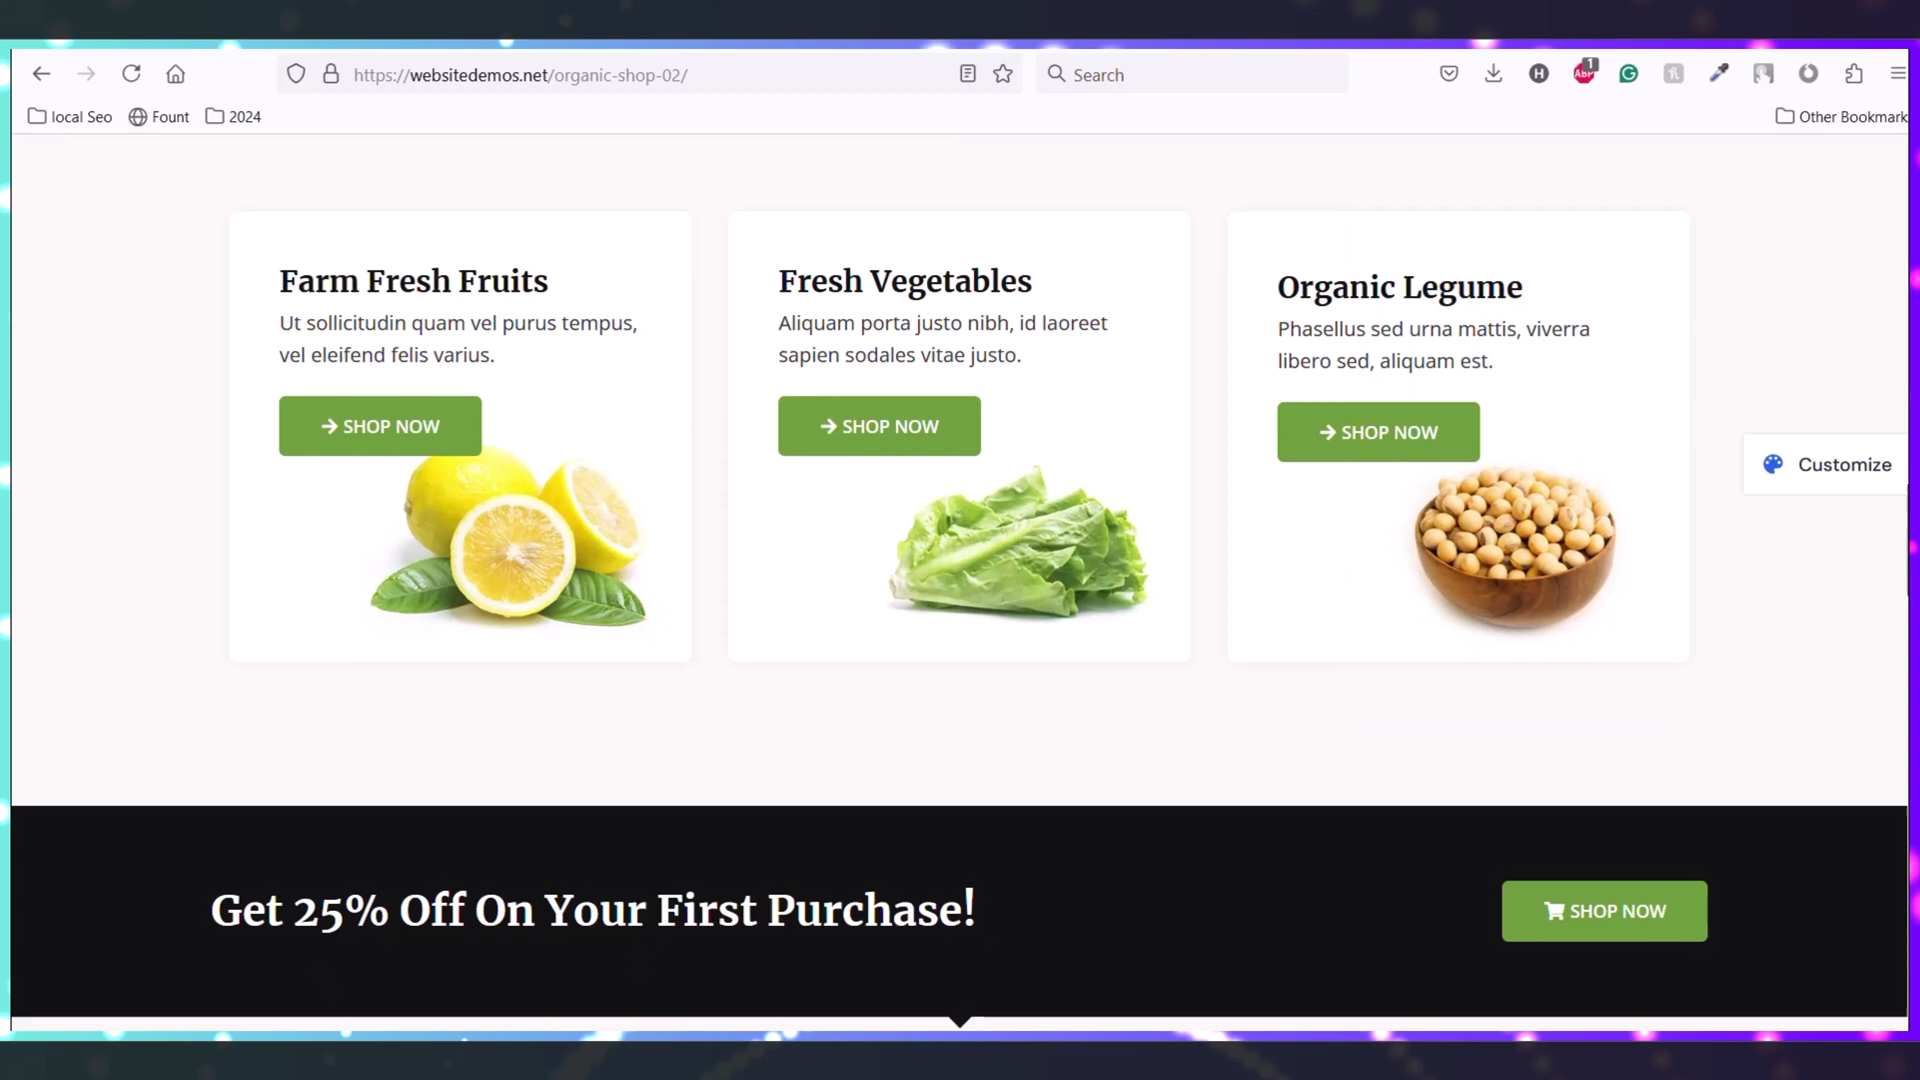 https://websitedemos.net/organic-shop-02/
Search
1
H
ABP
local Seo
Fount
2024
Other Bookmark
Farm Fresh Fruits
Ut sollicitudin quam vel purus tempus,
vel eleifend felis varius.
SHOP NOW
Fresh Vegetables
Aliquam porta justo nibh, id laoreet
sapien sodales vitae justo.
SHOP NOW
Organic Legume
Phasellus sed urna mattis, viverra
libero sed, aliquam est.
SHOP NOW
Customize
Get 25% Off On Your First Purchase!
SHOP NOW